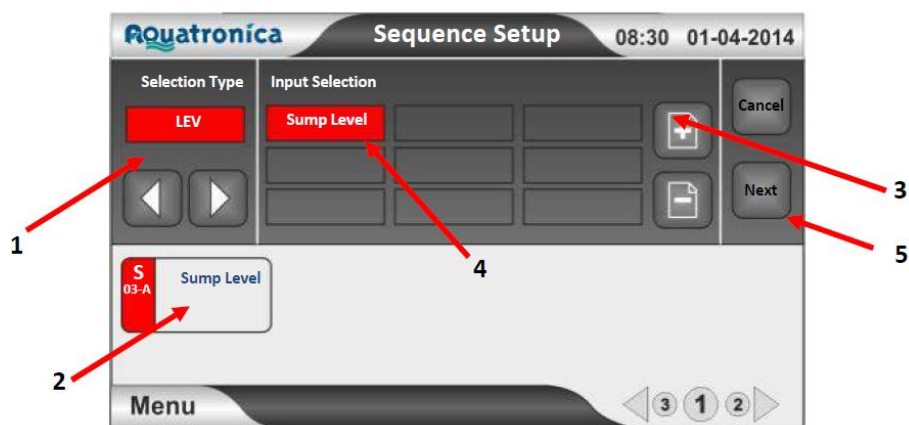 Aquatronica
Sequence Setup
08:30 01-04-2014
Selection Type
Input Selection
LEV
Sump Level
Cancel
Next
1
3
5
4
S
03-A
Sump Level
2
Menu
3 1 2